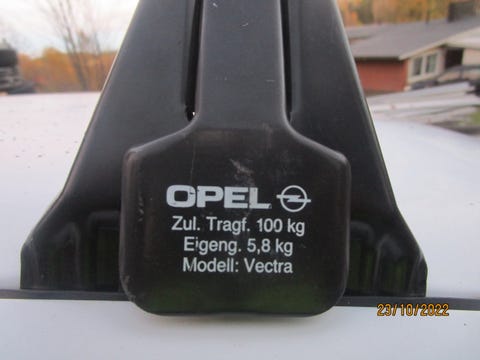 OPEL
Zul. Tragf. 100 kg
Eigeng. 5,8 kg
Modell: Vectra
23/10/2022